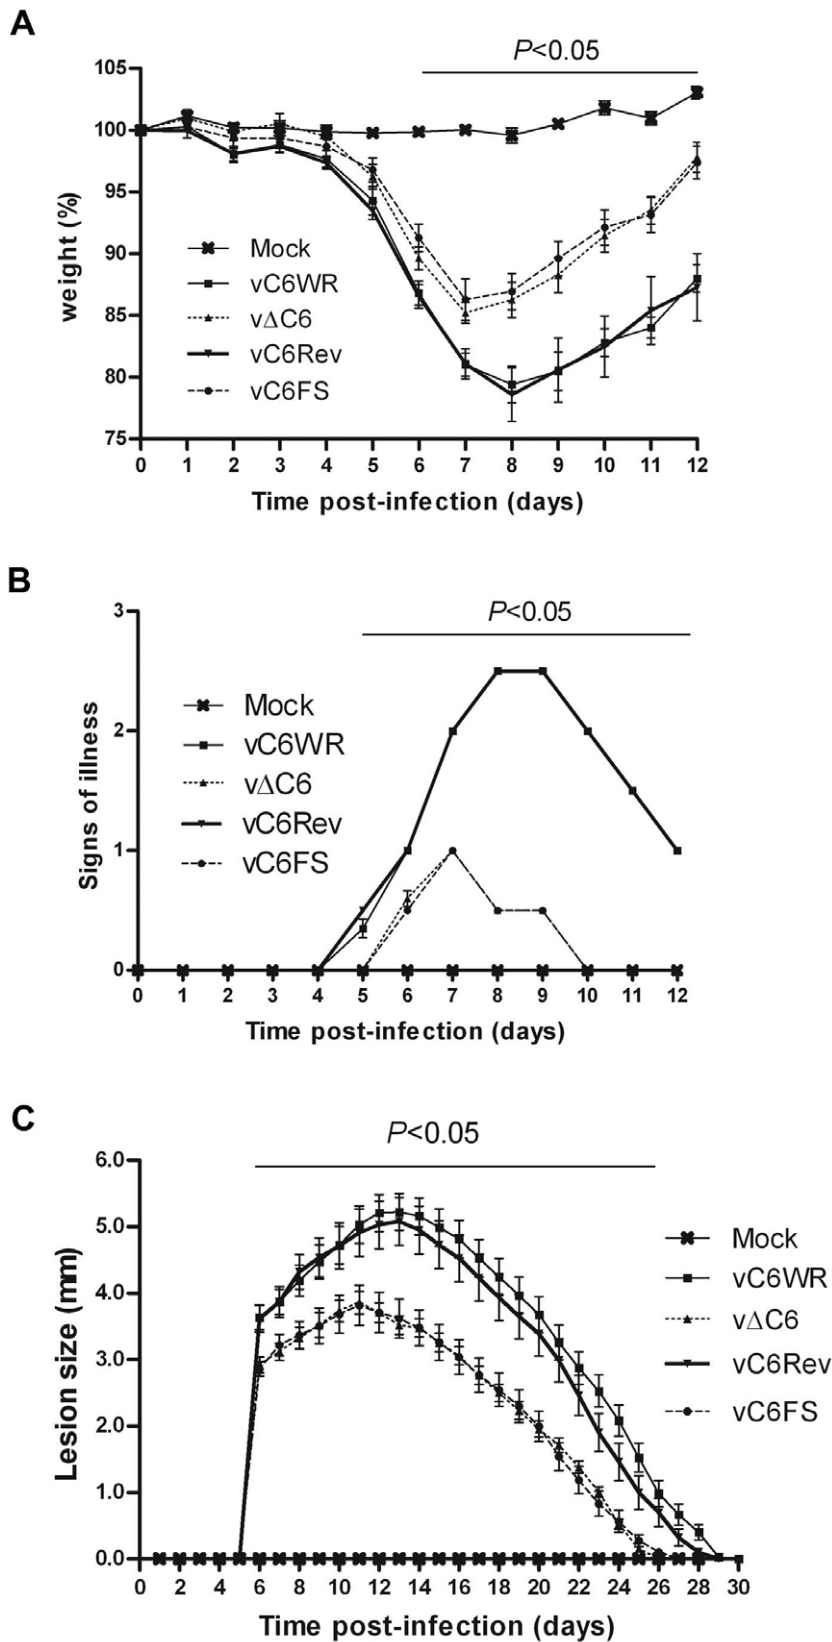 A
P<0.05
105
100
95
90
85
80
75
weight (%)
Mock
vC6WR
vΔC6
vC6Rev
vC6FS
0 1 2 3 4 5 6 7 8 9 10 11 12
Time post-infection (days)
B
P<0.05
3
2
1
0
Signs of illness
Mock
vC6WR
vΔC6
vC6Rev
vC6FS
0 1 2 3 4 5 6 7 8 9 10 11 12
Time post-infection (days)
C
P<0.05
6.0
5.0
4.0
3.0
2.0
1.0
0.0
Lesion size (mm)
Mock
vC6WR
vΔC6
vC6Rev
vC6FS
0 2 4 6 8 10 12 14 16 18 20 22 24 26 28 30
Time post-infection (days)